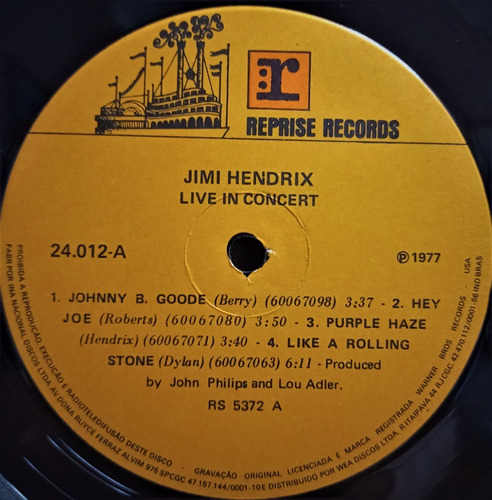 r
REPRISE RECORDS
JIMI HENDRIX
LIVE IN CONCERT
24.012-A
℗ 1977
1. JOHNNY B. GOODE (Berry) (60067098) 3:37 - 2. HEY
JOE (Roberts) (60067080) 3:50 - 3. PURPLE HAZE
(Hendrix) (60067071) 3:40 - 4. LIKE A ROLLING
STONE (Dylan) (60067063) 6:11 - Produced
by John Philips and Lou Adler.
RS 5372 A
PROIBIDA A REPRODUÇÃO, EXECUÇÃO E RADIOTELEDIFUSÃO DESTE DISCO - GRAVAÇÃO ORIGINAL LICENCIADA E MARCA REGISTRADA WARNER BROS RECORDS - USA
FABR POR INA NACIONAL DISCOS LTDA AV. DONA RUYCE FERRAZ ALVIM 976 SP CGC 47 167 144/0001-10 E DISTRIBUIDO POR WEA DISCOS LTDA. R. ITAIPAVA 44 RJ CGC. 42.470.112/0001-56 IND BRAS